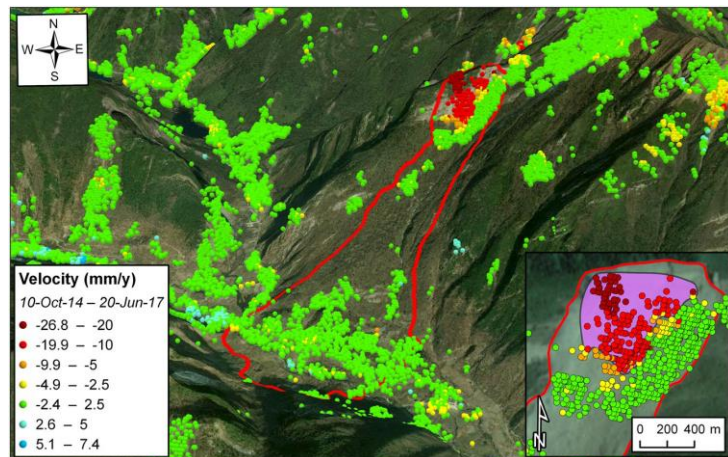 N
W E
S
Velocity (mm/y)
10-Oct-14 – 20-Jun-17
-26.8 – -20
-19.9 – -10
-9.9 – -5
-4.9 – -2.5
-2.4 – 2.5
2.6 – 5
5.1 – 7.4
N
0 200 400 m